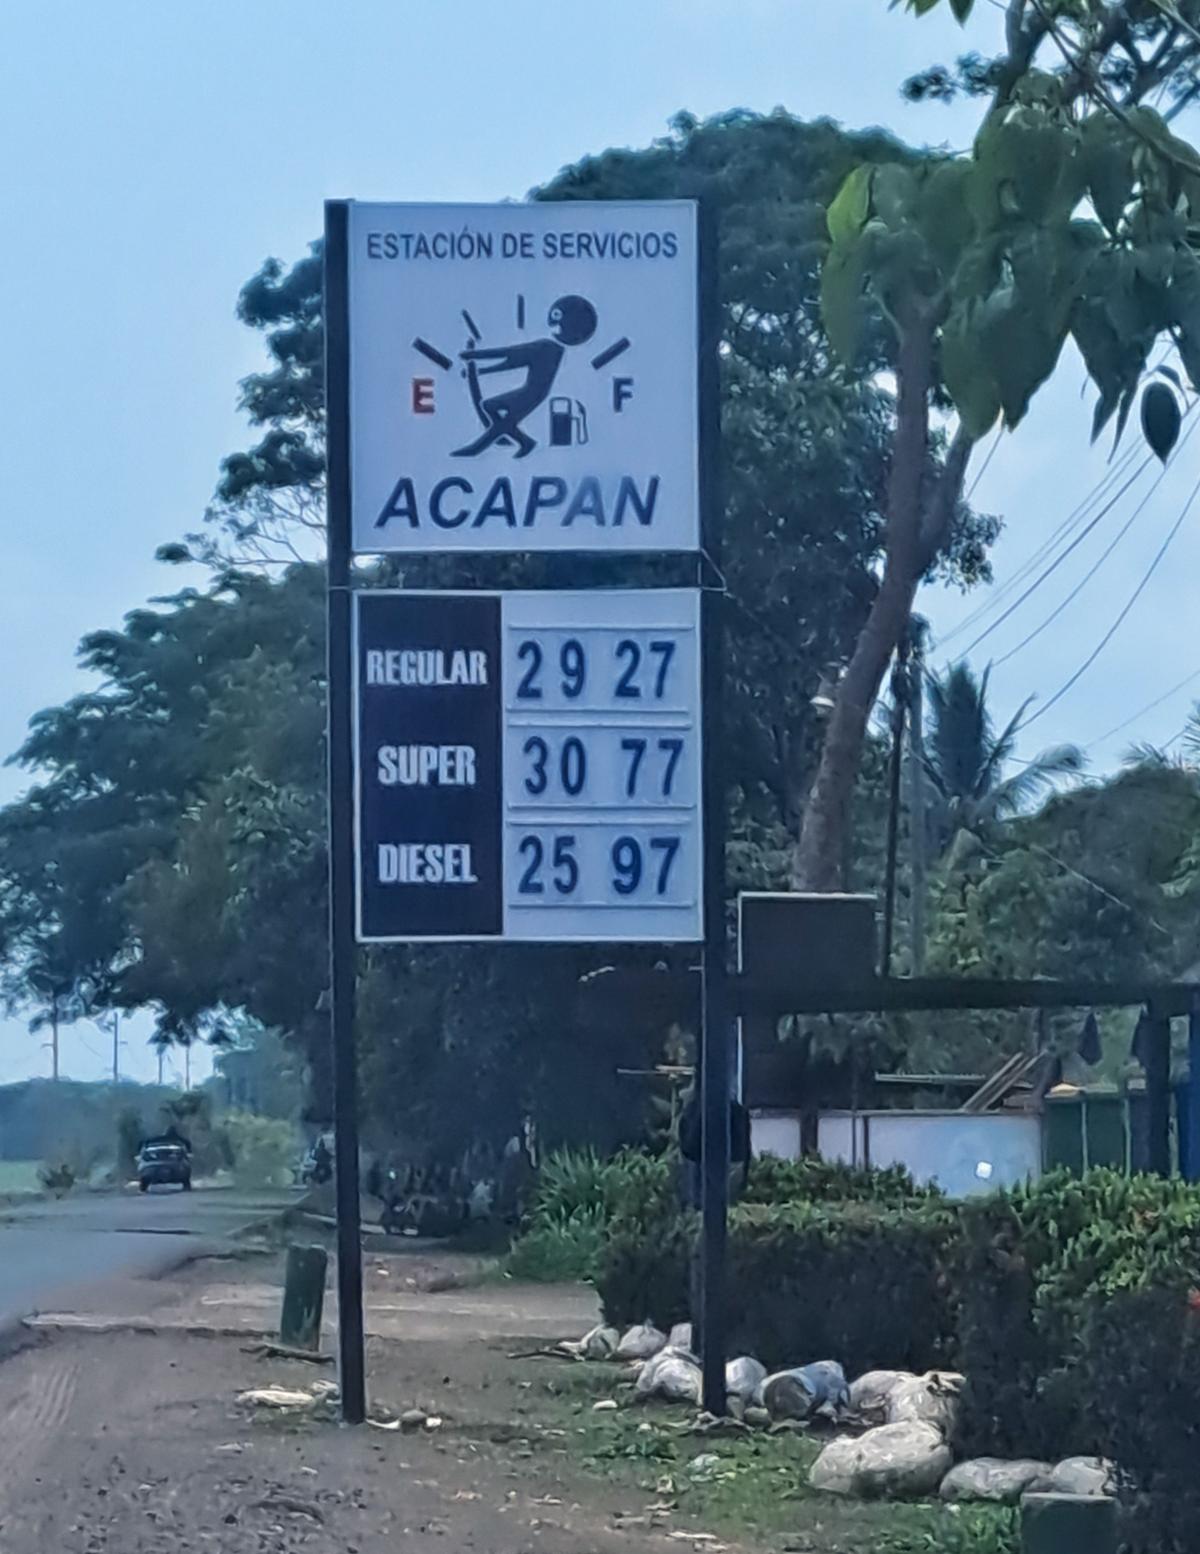 ESTACIÓN DE SERVICIOS
E F
ACAPAN
REGULAR 29 27
SUPER 30 77
DIESEL 25 97